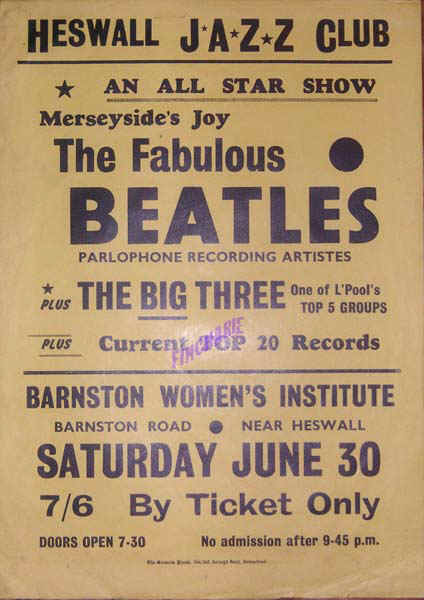 HESWALL J★A★Z★Z CLUB
★ AN ALL STAR SHOW
Merseyside's Joy
The Fabulous ●
BEATLES
PARLOPHONE RECORDING ARTISTES
★ PLUS THE BIG THREE One of L'Pool's TOP 5 GROUPS
PLUS Current TOP 20 Records
BARNSTON WOMEN'S INSTITUTE
BARNSTON ROAD ● NEAR HESWALL
SATURDAY JUNE 30
7/6 By Ticket Only
DOORS OPEN 7-30 No admission after 9-45 p.m.